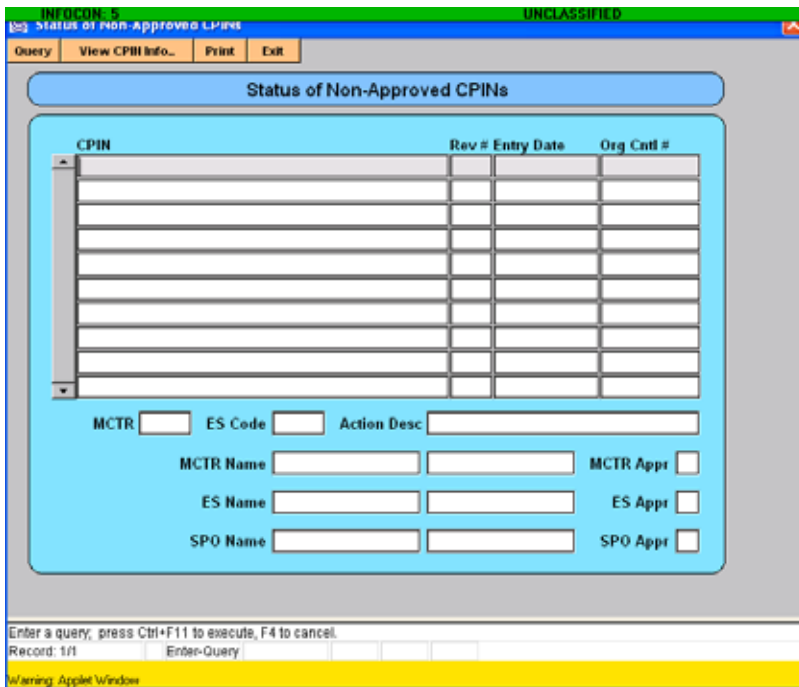 INFOCON: 5 UNCLASSIFIED
Status of Non-Approved CPINs
Query View CPIN Info... Print Exit
Status of Non-Approved CPINs
CPIN Rev # Entry Date Org Cntl #
MCTR ES Code Action Desc
MCTR Name MCTR Appr
ES Name ES Appr
SPO Name SPO Appr
Enter a query; press Ctrl+F11 to execute, F4 to cancel.
Record: 1/1 Enter-Query
Warning: Applet Window